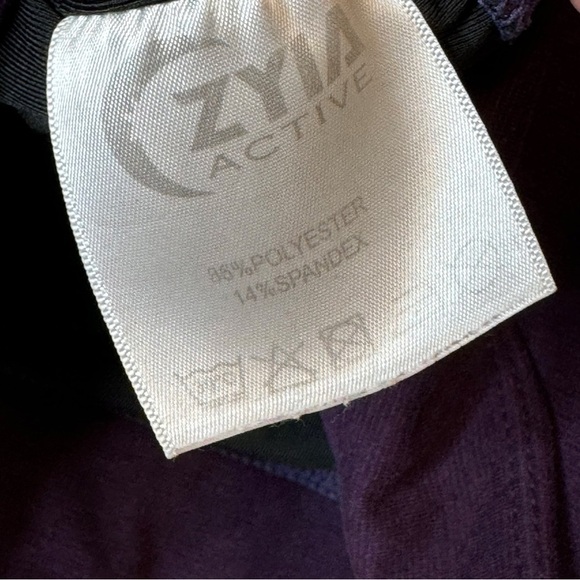 ZYIA
ACTIVE
86%POLYESTER
14%SPANDEX